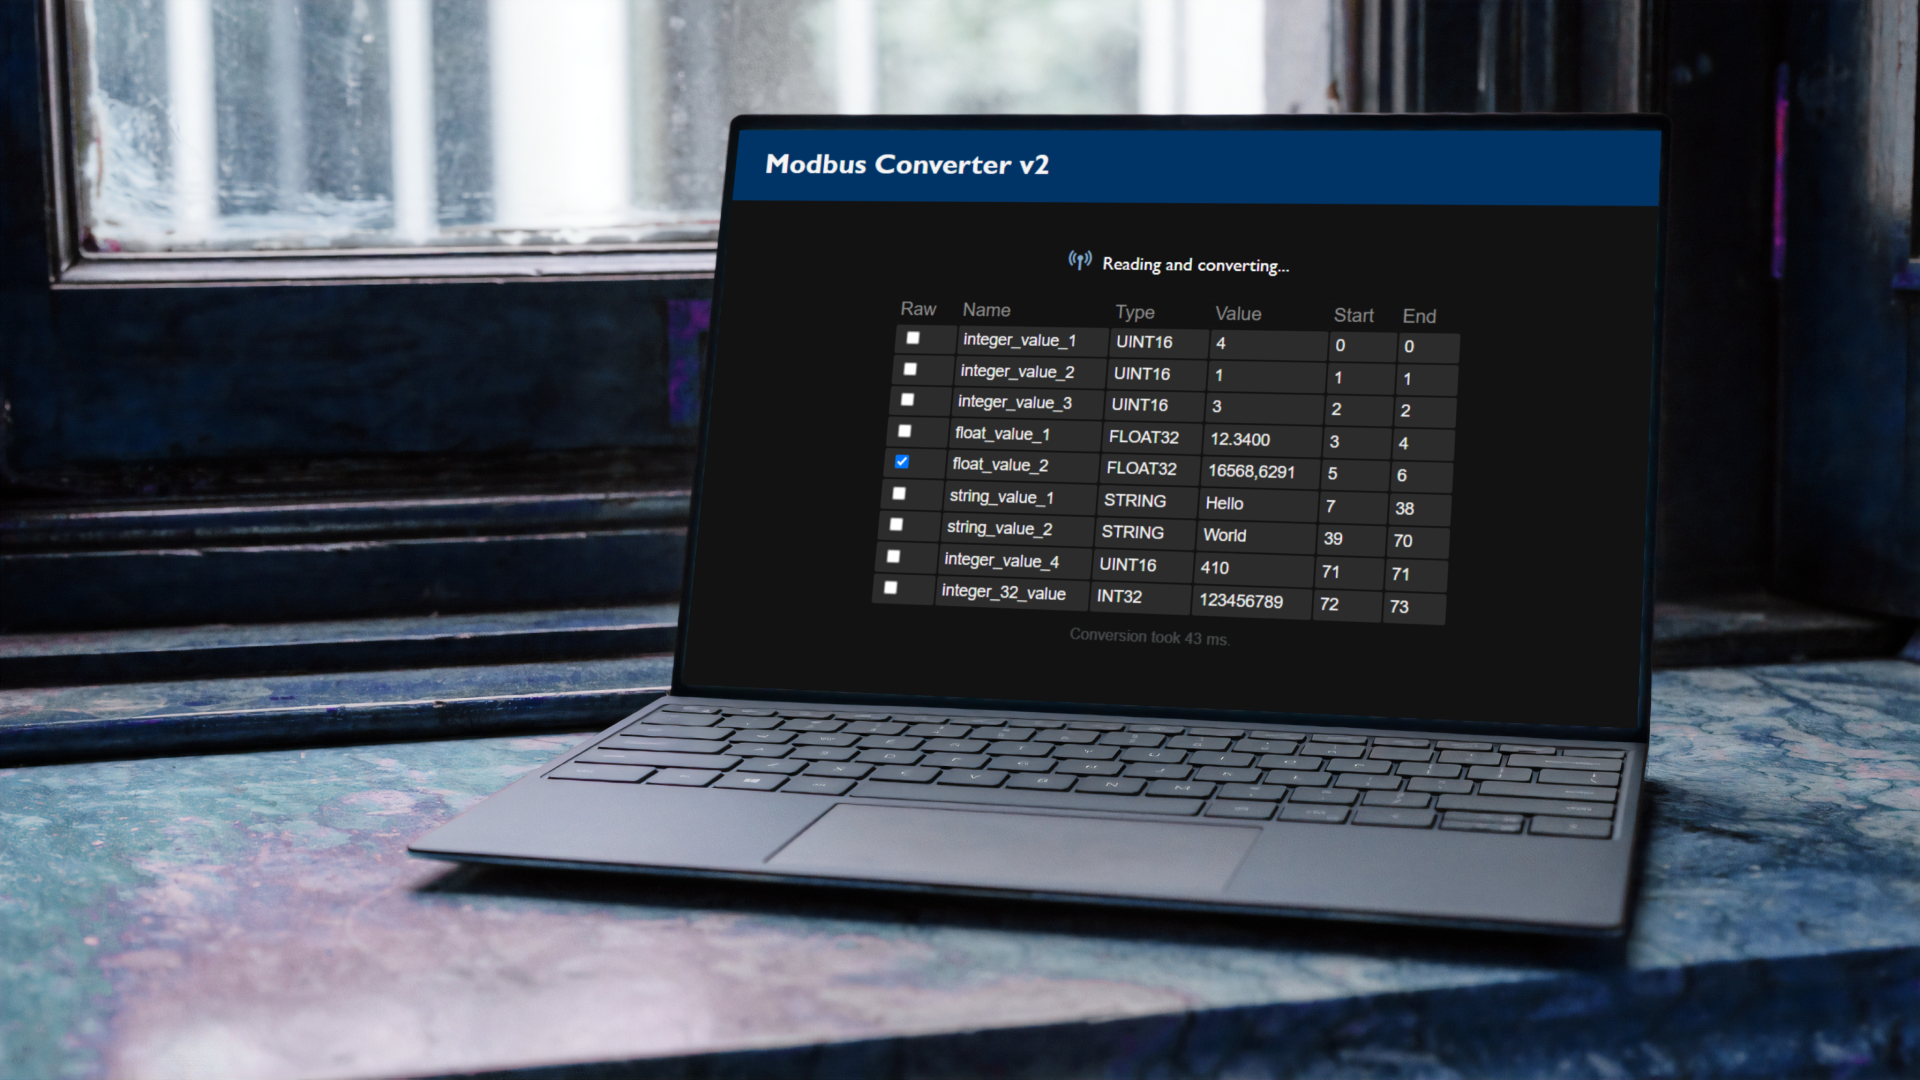 Modbus Converter v2
Reading and converting...
Raw Name Type Value Start End
integer_value_1 UINT16 4 0 0
integer_value_2 UINT16 1 1 1
integer_value_3 UINT16 3 2 2
float_value_1 FLOAT32 12.3400 3 4
float_value_2 FLOAT32 16568,6291 5 6
string_value_1 STRING Hello 7 38
string_value_2 STRING World 39 70
integer_value_4 UINT16 410 71 71
integer_32_value INT32 123456789 72 73
Conversion took 43 ms.